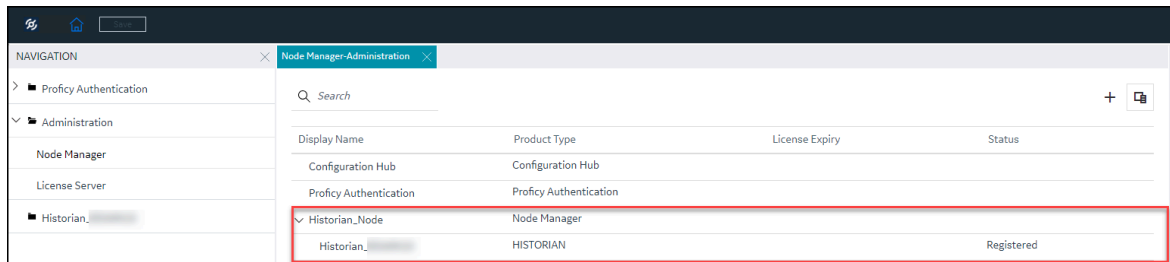 Save
NAVIGATION
Node Manager-Administration
Proficy Authentication
Search
Administration
Display Name Product Type License Expiry Status
Node Manager
Configuration Hub Configuration Hub
License Server
Proficy Authentication Proficy Authentication
Historian_
Historian_Node Node Manager
Historian_ HISTORIAN Registered